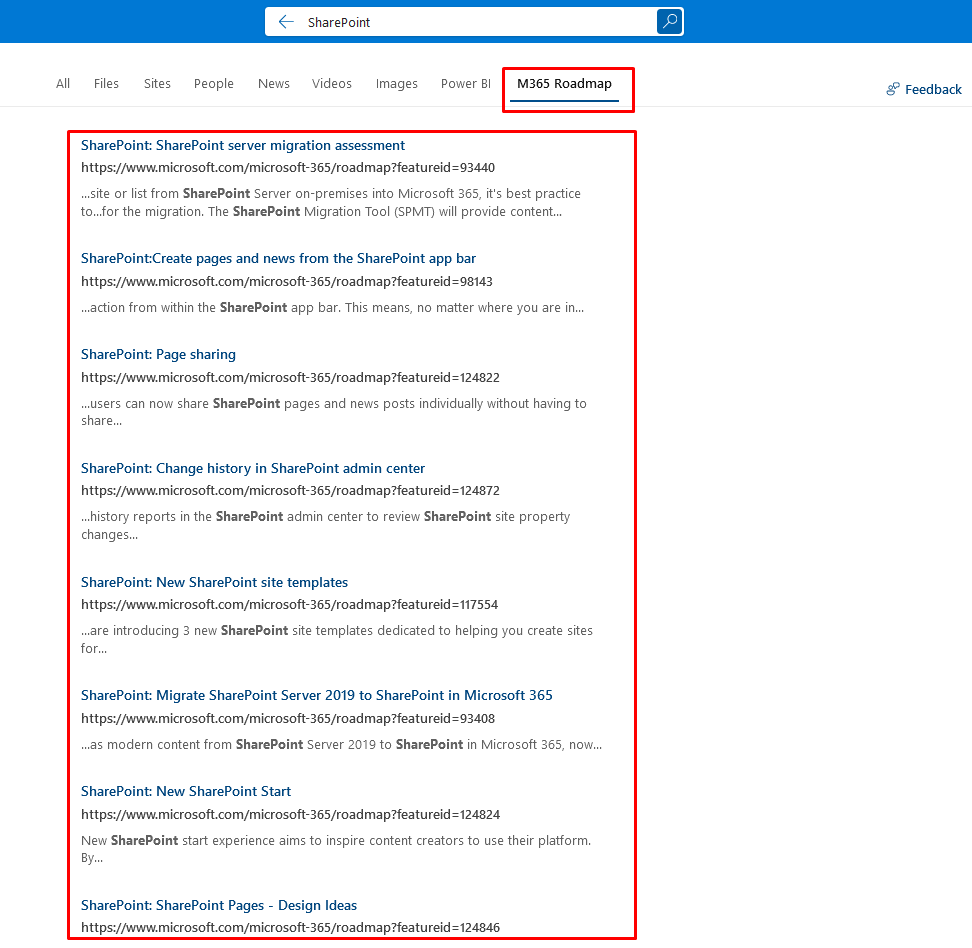 SharePoint
All Files Sites People News Videos Images Power BI M365 Roadmap
Feedback
SharePoint: SharePoint server migration assessment
https://www.microsoft.com/microsoft-365/roadmap?featureid=93440
...site or list from SharePoint Server on-premises into Microsoft 365, it's best practice
to...for the migration. The SharePoint Migration Tool (SPMT) will provide content...
SharePoint:Create pages and news from the SharePoint app bar
https://www.microsoft.com/microsoft-365/roadmap?featureid=98143
...action from within the SharePoint app bar. This means, no matter where you are in...
SharePoint: Page sharing
https://www.microsoft.com/microsoft-365/roadmap?featureid=124822
...users can now share SharePoint pages and news posts individually without having to
share...
SharePoint: Change history in SharePoint admin center
https://www.microsoft.com/microsoft-365/roadmap?featureid=124872
...history reports in the SharePoint admin center to review SharePoint site property
changes...
SharePoint: New SharePoint site templates
https://www.microsoft.com/microsoft-365/roadmap?featureid=117554
...are introducing 3 new SharePoint site templates dedicated to helping you create sites
for...
SharePoint: Migrate SharePoint Server 2019 to SharePoint in Microsoft 365
https://www.microsoft.com/microsoft-365/roadmap?featureid=93408
...as modern content from SharePoint Server 2019 to SharePoint in Microsoft 365, now...
SharePoint: New SharePoint Start
https://www.microsoft.com/microsoft-365/roadmap?featureid=124824
New SharePoint start experience aims to inspire content creators to use their platform.
By...
SharePoint: SharePoint Pages - Design Ideas
https://www.microsoft.com/microsoft-365/roadmap?featureid=124846